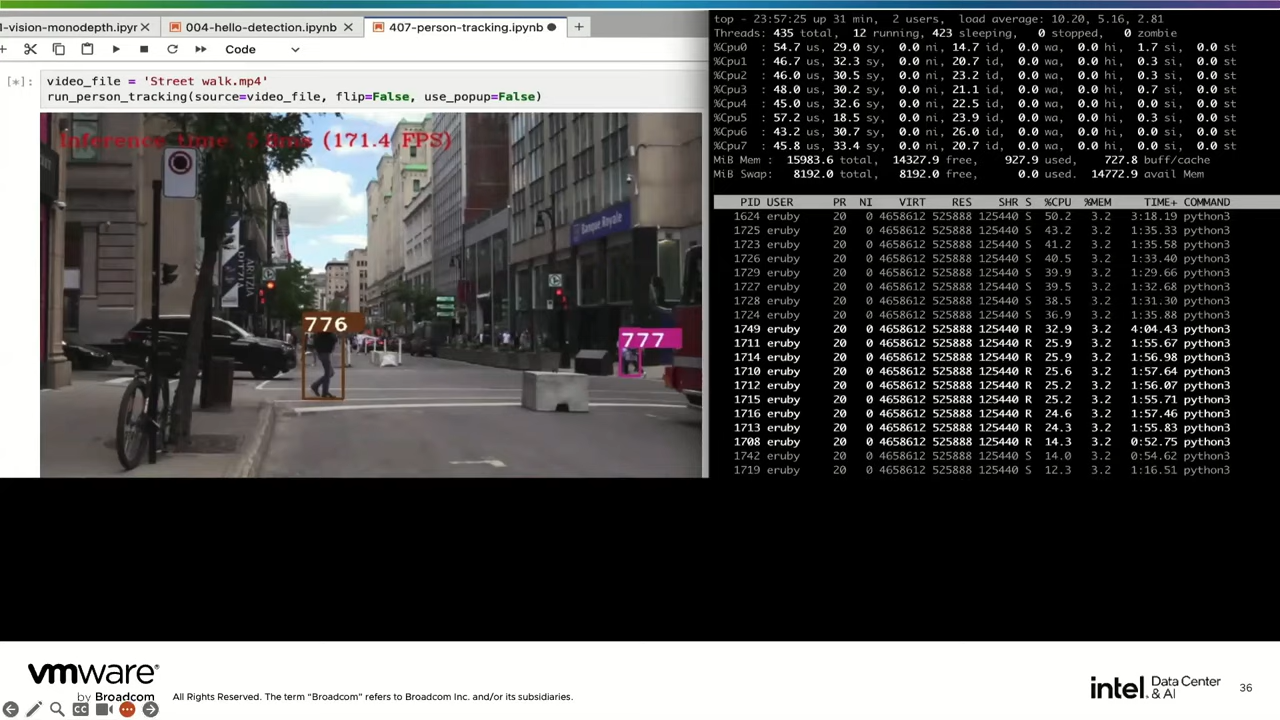 1-vision-monodepth.ipyr
004-hello-detection.ipynb
407-person-tracking.ipynb
Code
[*]:
video_file = 'Street walk.mp4'
run_person_tracking(source=video_file, flip=False, use_popup=False)
Inference time: (171.4 FPS)
Banque Royale
776
777
top - 23:57:25 up 31 min, 2 users, load average: 10.20, 5.16, 2.81
Threads: 435 total, 12 running, 423 sleeping, 0 stopped, 0 zombie
%Cpu0 : 54.7 us, 29.0 sy, 0.0 ni, 14.7 id, 0.0 wa, 0.0 hi, 1.7 si, 0.0 st
%Cpu1 : 46.7 us, 32.3 sy, 0.0 ni, 20.7 id, 0.0 wa, 0.0 hi, 0.3 si, 0.0 st
%Cpu2 : 46.0 us, 30.5 sy, 0.0 ni, 23.2 id, 0.0 wa, 0.0 hi, 0.3 si, 0.0 st
%Cpu3 : 48.0 us, 30.2 sy, 0.0 ni, 21.1 id, 0.0 wa, 0.0 hi, 0.7 si, 0.0 st
%Cpu4 : 45.0 us, 32.6 sy, 0.0 ni, 22.5 id, 0.0 wa, 0.0 hi, 0.0 si, 0.0 st
%Cpu5 : 57.2 us, 18.5 sy, 0.0 ni, 23.9 id, 0.0 wa, 0.0 hi, 0.3 si, 0.0 st
%Cpu6 : 43.2 us, 30.7 sy, 0.0 ni, 26.0 id, 0.0 wa, 0.0 hi, 0.0 si, 0.0 st
%Cpu7 : 45.8 us, 33.4 sy, 0.0 ni, 20.7 id, 0.0 wa, 0.0 hi, 0.0 si, 0.0 st
MiB Mem : 15983.6 total, 14327.9 free, 927.9 used, 727.8 buff/cache
MiB Swap: 8192.0 total, 8192.0 free, 0.0 used. 14772.9 avail Mem
PID USER PR NI VIRT RES SHR S %CPU %MEM TIME+ COMMAND
1624 eruby 20 0 4658612 525888 125440 S 50.2 3.2 3:18.19 python3
1725 eruby 20 0 4658612 525888 125440 S 43.2 3.2 1:35.33 python3
1723 eruby 20 0 4658612 525888 125440 S 41.2 3.2 1:35.58 python3
1726 eruby 20 0 4658612 525888 125440 S 40.5 3.2 1:33.40 python3
1729 eruby 20 0 4658612 525888 125440 S 39.9 3.2 1:29.66 python3
1727 eruby 20 0 4658612 525888 125440 S 39.5 3.2 1:32.68 python3
1728 eruby 20 0 4658612 525888 125440 S 38.5 3.2 1:31.30 python3
1724 eruby 20 0 4658612 525888 125440 S 36.9 3.2 1:35.88 python3
1749 eruby 20 0 4658612 525888 125440 R 32.9 3.2 4:04.43 python3
1711 eruby 20 0 4658612 525888 125440 R 25.9 3.2 1:55.67 python3
1714 eruby 20 0 4658612 525888 125440 R 25.9 3.2 1:56.98 python3
1710 eruby 20 0 4658612 525888 125440 R 25.6 3.2 1:57.64 python3
1712 eruby 20 0 4658612 525888 125440 R 25.2 3.2 1:56.07 python3
1715 eruby 20 0 4658612 525888 125440 R 25.2 3.2 1:55.71 python3
1716 eruby 20 0 4658612 525888 125440 R 24.6 3.2 1:57.46 python3
1713 eruby 20 0 4658612 525888 125440 R 24.3 3.2 1:55.83 python3
1708 eruby 20 0 4658612 525888 125440 R 14.3 3.2 0:52.75 python3
1742 eruby 20 0 4658612 525888 125440 S 14.0 3.2 0:54.62 python3
1719 eruby 20 0 4658612 525888 125440 S 12.3 3.2 1:16.51 python3
vmware
by Broadcom
All Rights Reserved. The term “Broadcom” refers to Broadcom Inc. and/or its subsidiaries.
intel. Data Center
& AI
36
CC